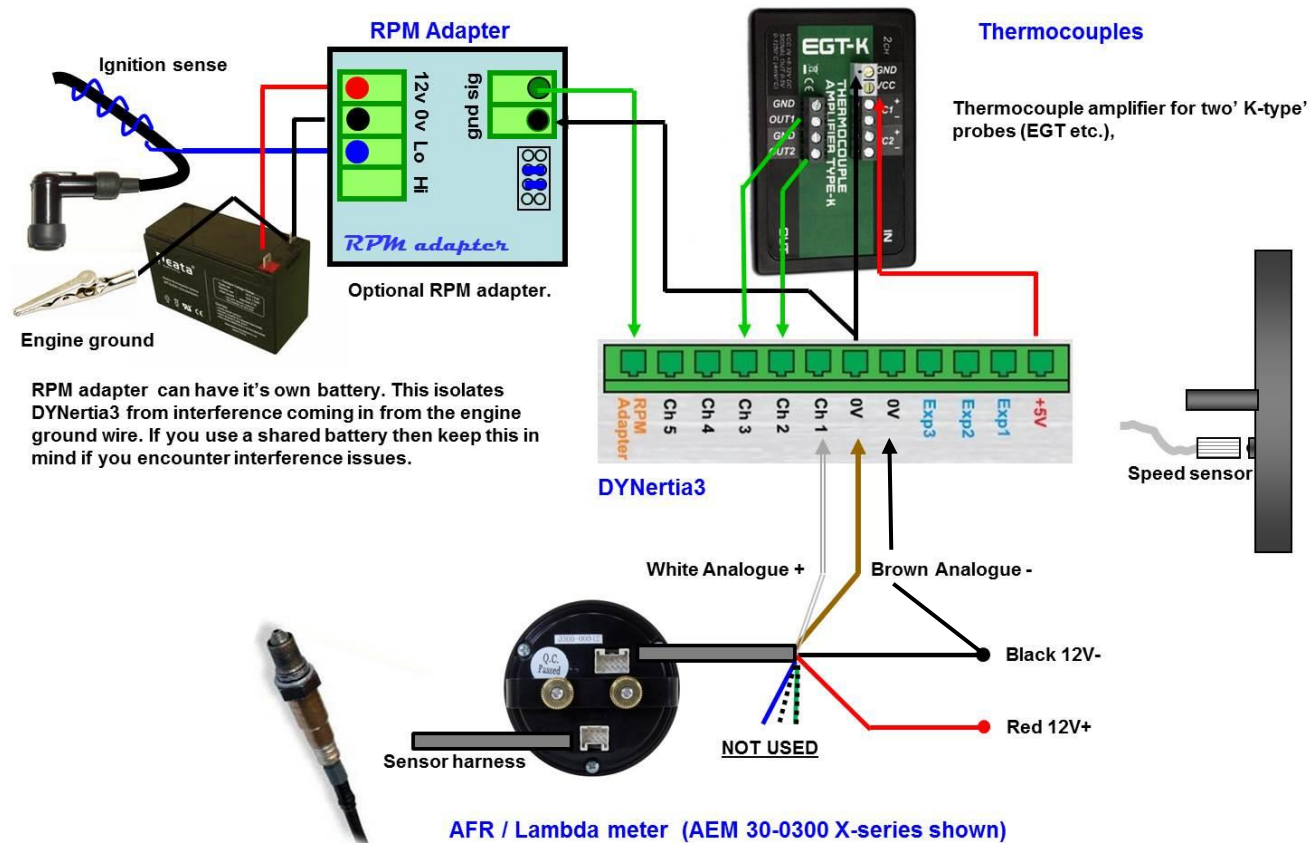 RPM Adapter
Ignition sense
12v 0v Lo Hi
gnd sig
RPM adapter
Optional RPM adapter.
Engine ground
RPM adapter  can have it's own battery. This isolates
DYNertia3 from interference coming in from the engine
ground wire. If you use a shared battery then keep this in
mind if you encounter interference issues.
EGT-K
2CH
GND
VCC
GND
OUT1
GND
OUT2
THERMOCOUPLE
AMPLIFIER TYPE-K
OUT
IN
Thermocouples
Thermocouple amplifier for two' K-type'
probes (EGT etc.),
RPM
Adapter
Ch 5
Ch 4
Ch 3
Ch 2
Ch 1
0V
0V
Exp3
Exp2
Exp1
+5V
DYNertia3
Speed sensor
White Analogue +
Brown Analogue -
Q.C.
Passed
Black 12V-
Red 12V+
NOT USED
Sensor harness
AFR / Lambda meter  (AEM 30-0300 X-series shown)